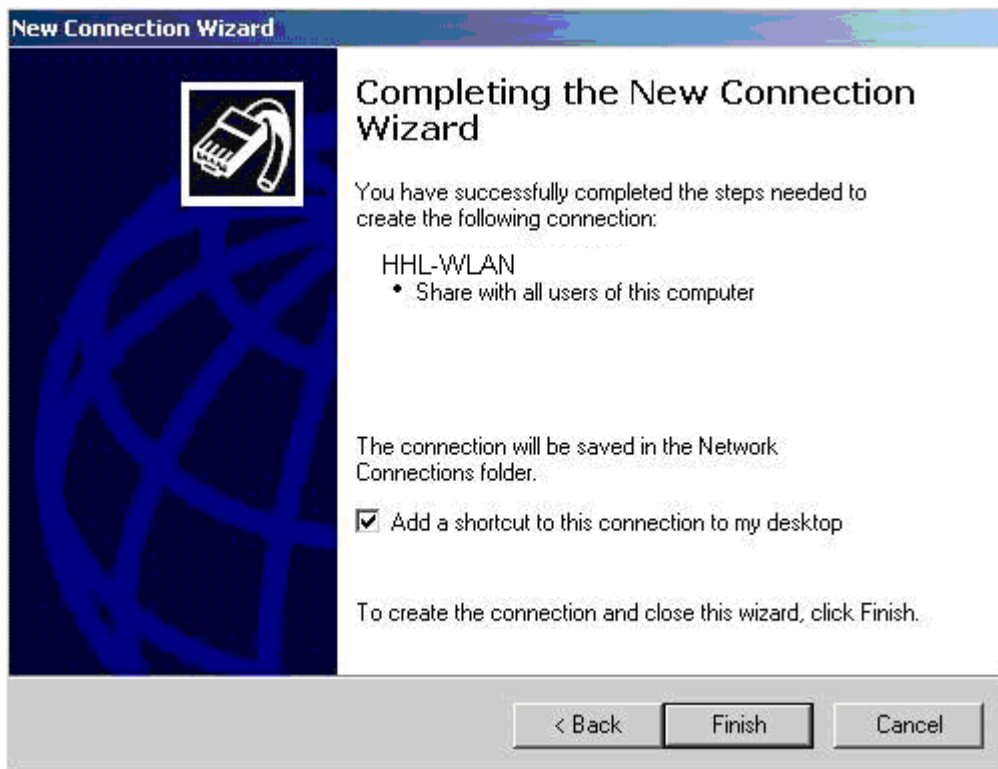 New Connection Wizard
Completing the New Connection
Wizard
You have successfully completed the steps needed to
create the following connection:
HHL-WLAN
• Share with all users of this computer
The connection will be saved in the Network
Connections folder.
Add a shortcut to this connection to my desktop
To create the connection and close this wizard, click Finish.
< Back
Finish
Cancel